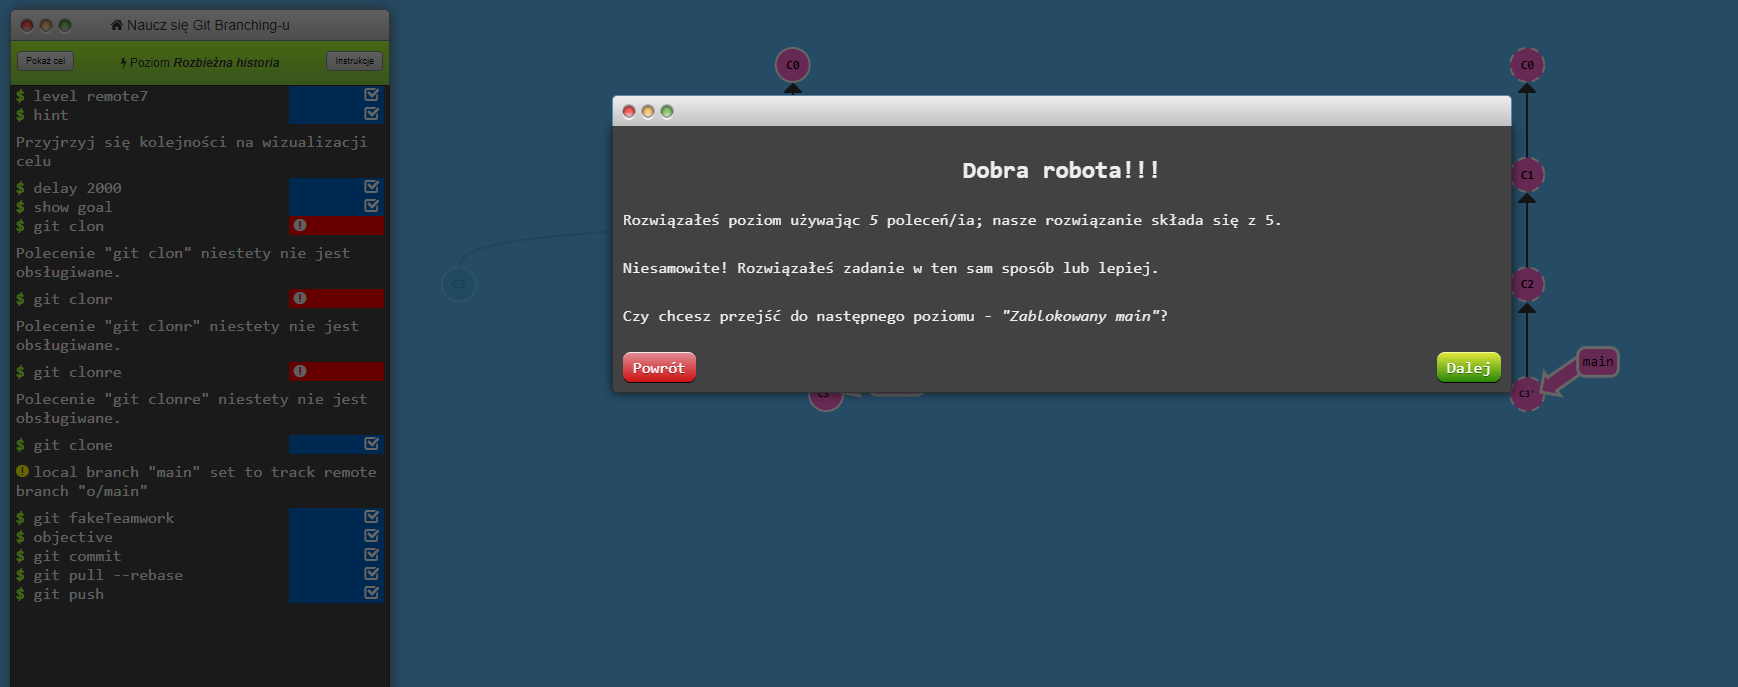 Naucz się Git Branching-u
Pokaż cel
Poziom Rozbieżna historia
Instrukcje
$ level remote7
$ hint
Przyjrzyj się kolejności na wizualizacji
celu
$ delay 2000
$ show goal
$ git clon
Polecenie "git clon" niestety nie jest
obsługiwane.
$ git clonr
Polecenie "git clonr" niestety nie jest
obsługiwane.
$ git clonre
Polecenie "git clonre" niestety nie jest
obsługiwane.
$ git clone
local branch "main" set to track remote
branch "o/main"
$ git fakeTeamwork
$ objective
$ git commit
$ git pull --rebase
$ git push
C0
C3
Dobra robota!!!
Rozwiązałeś poziom używając 5 poleceń/ia; nasze rozwiązanie składa się z 5.
Niesamowite! Rozwiązałeś zadanie w ten sam sposób lub lepiej.
Czy chcesz przejść do następnego poziomu - "Zablokowany main"?
Powrót
Dalej
C0
C1
C2
main
C3'